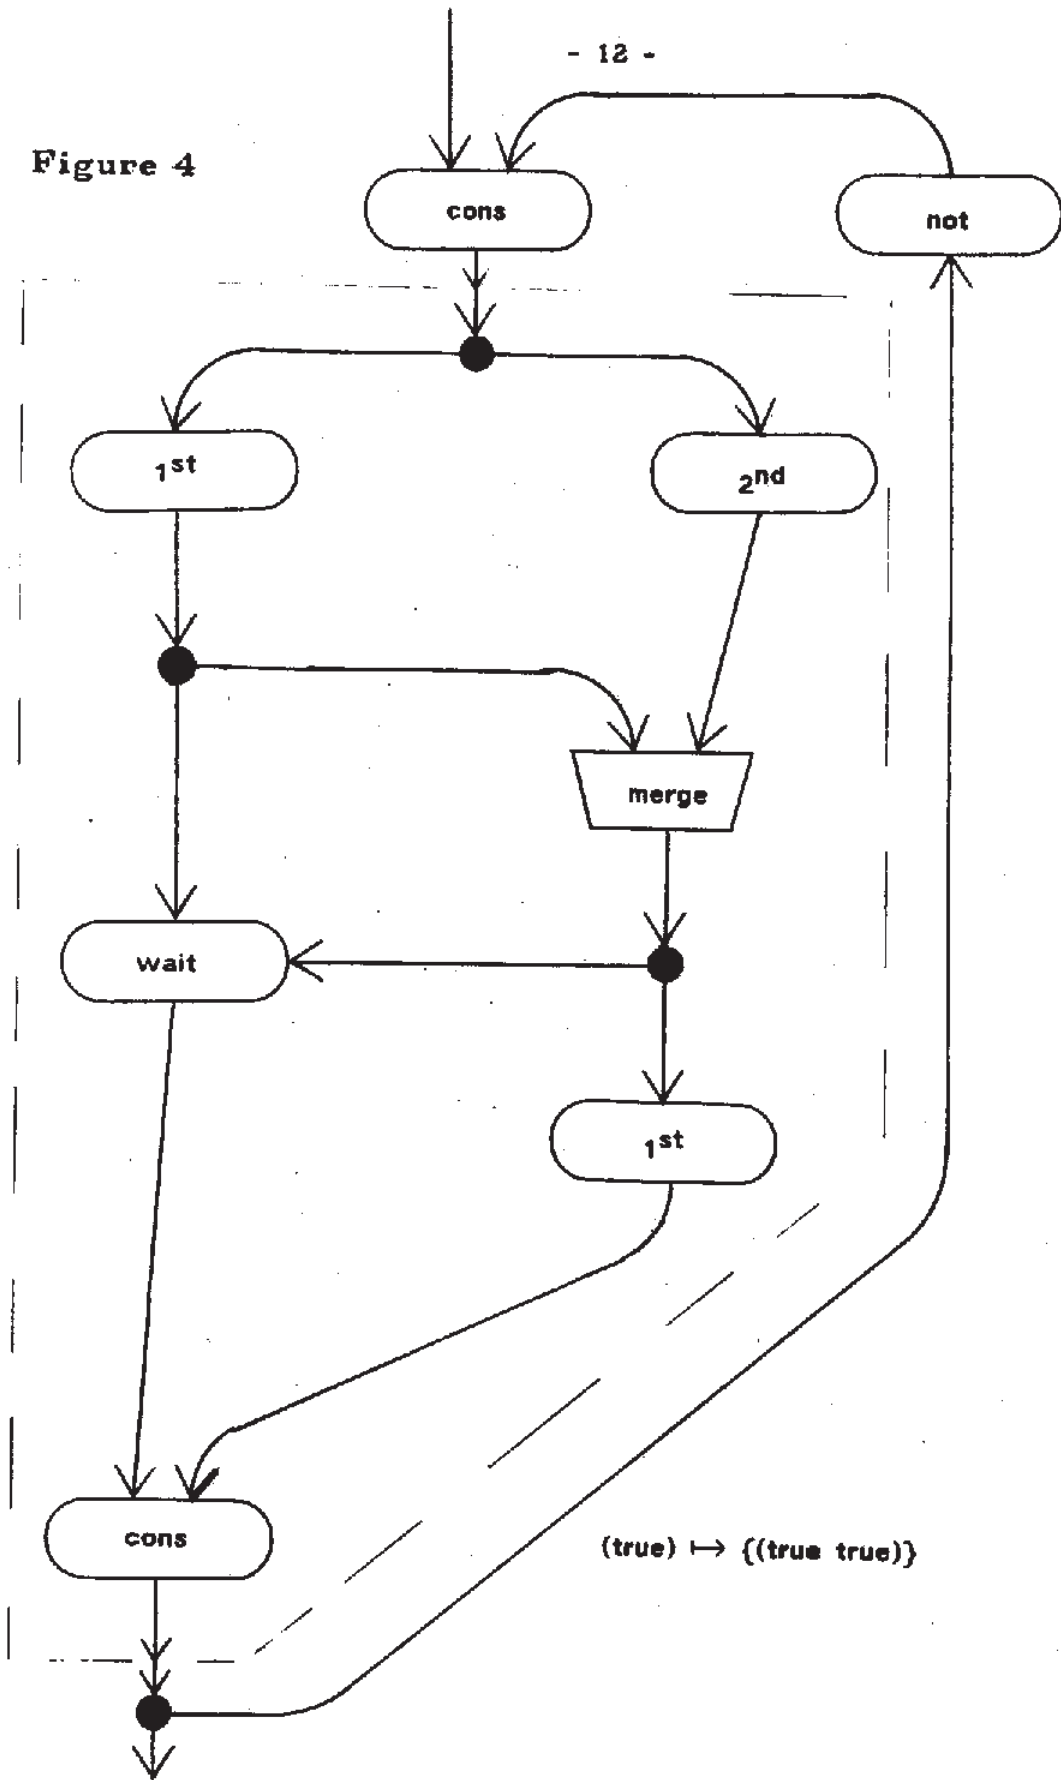 - 12 -
Figure 4
cons
not
1st
2nd
merge
wait
1st
cons
(true) ↦ {(true true)}